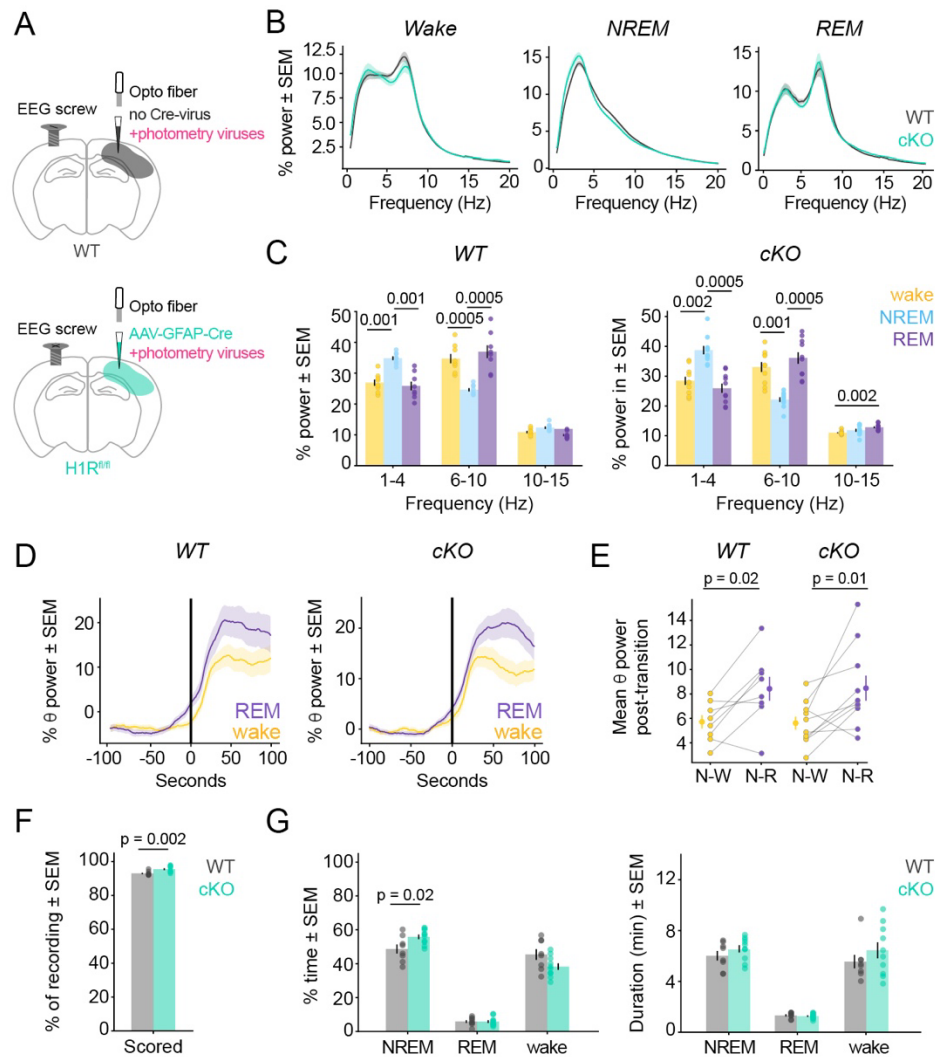 A
EEG screw
Opto fiber
no Cre-virus
+photometry viruses
WT
EEG screw
Opto fiber
AAV-GFAP-Cre
+photometry viruses
H1Rfl/fl
B
Wake
NREM
REM
% power ± SEM
12.5
10.0
7.5
5.0
2.5
0 5 10 15 20
Frequency (Hz)
15
10
5
0 5 10 15 20
Frequency (Hz)
15
10
5
0
0 5 10 15 20
Frequency (Hz)
WT
cKO
C
WT
% power ± SEM
50
40
30
20
10
0
0.001
0.001
0.0005
0.0005
1-4 6-10 10-15
Frequency (Hz)
cKO
% power in ± SEM
50
40
30
20
10
0
0.002
0.0005
0.001
0.0005
0.002
1-4 6-10 10-15
Frequency (Hz)
wake
NREM
REM
D
WT
% θ power ± SEM
20
10
0
-100 -50 0 50 100
Seconds
REM
wake
cKO
% θ power ± SEM
20
10
0
-100 -50 0 50 100
Seconds
REM
wake
E
WT
cKO
p = 0.02
p = 0.01
Mean θ power
post-transition
14
12
10
8
6
4
N-W N-R N-W N-R
F
% of recording ± SEM
100
80
60
40
20
0
p = 0.002
Scored
WT
cKO
G
% time ± SEM
100
80
60
40
20
0
p = 0.02
NREM REM wake
Duration (min) ± SEM
12
8
4
0
NREM REM wake
WT
cKO